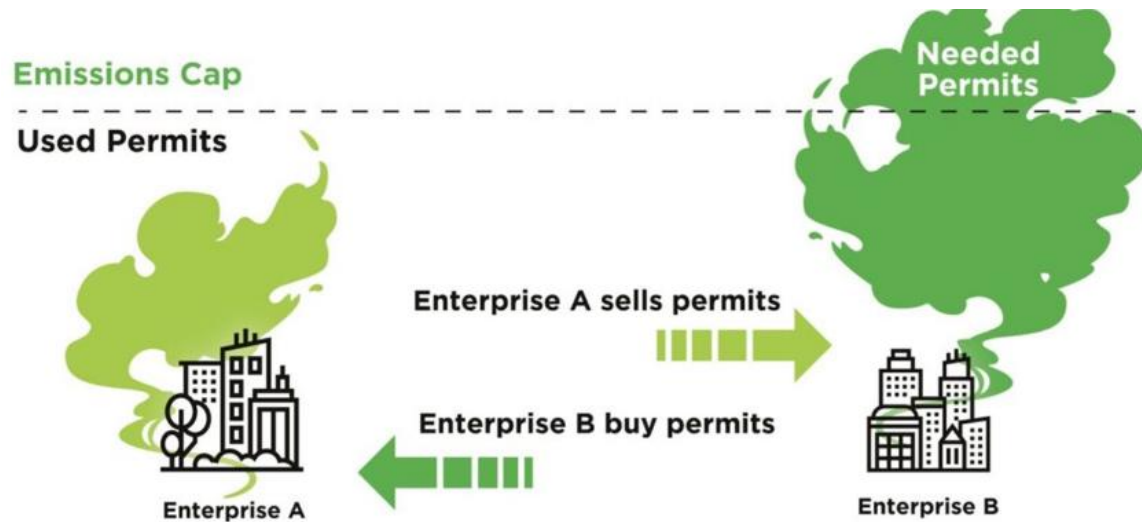 Emissions Cap
Needed
Permits
Used Permits
Enterprise A sells permits
Enterprise B buy permits
Enterprise A
Enterprise B